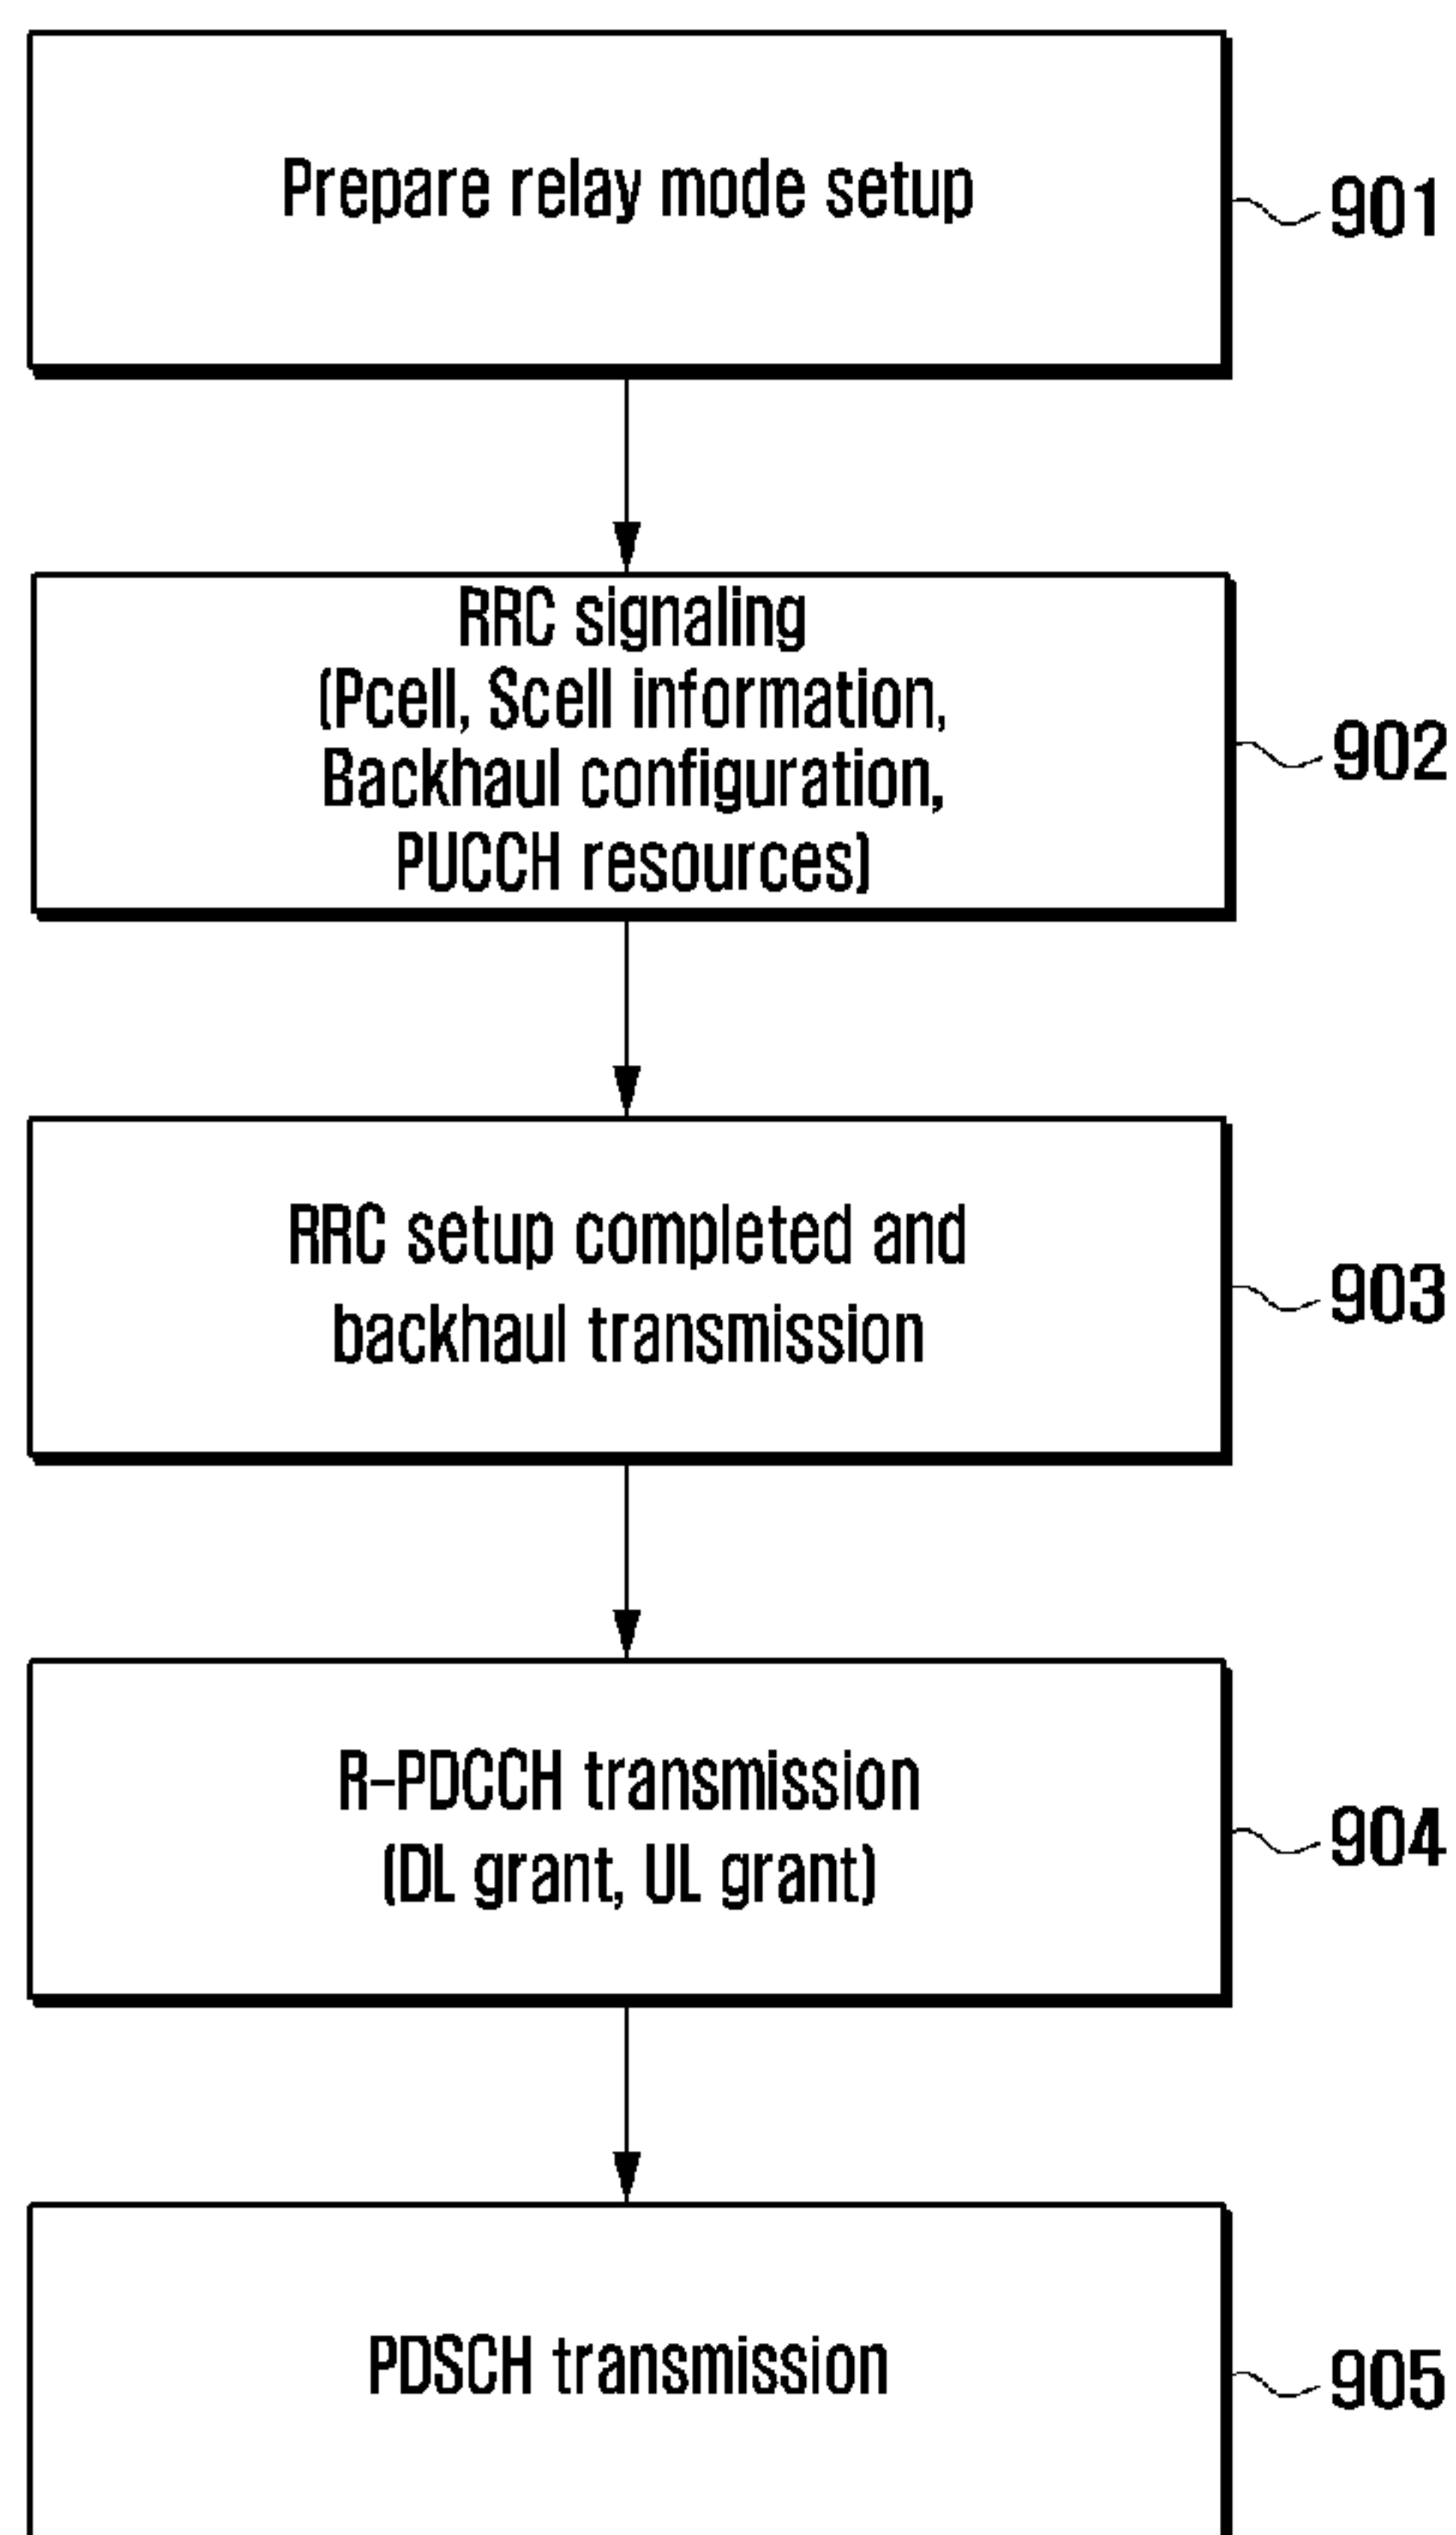 Prepare relay mode setup
901
RRC signaling
(Pcell, Scell information,
Backhaul configuration,
PUCCH resources)
902
RRC setup completed and
backhaul transmission
903
R-PDCCH transmission
(DL grant, UL grant)
904
PDSCH transmission
905